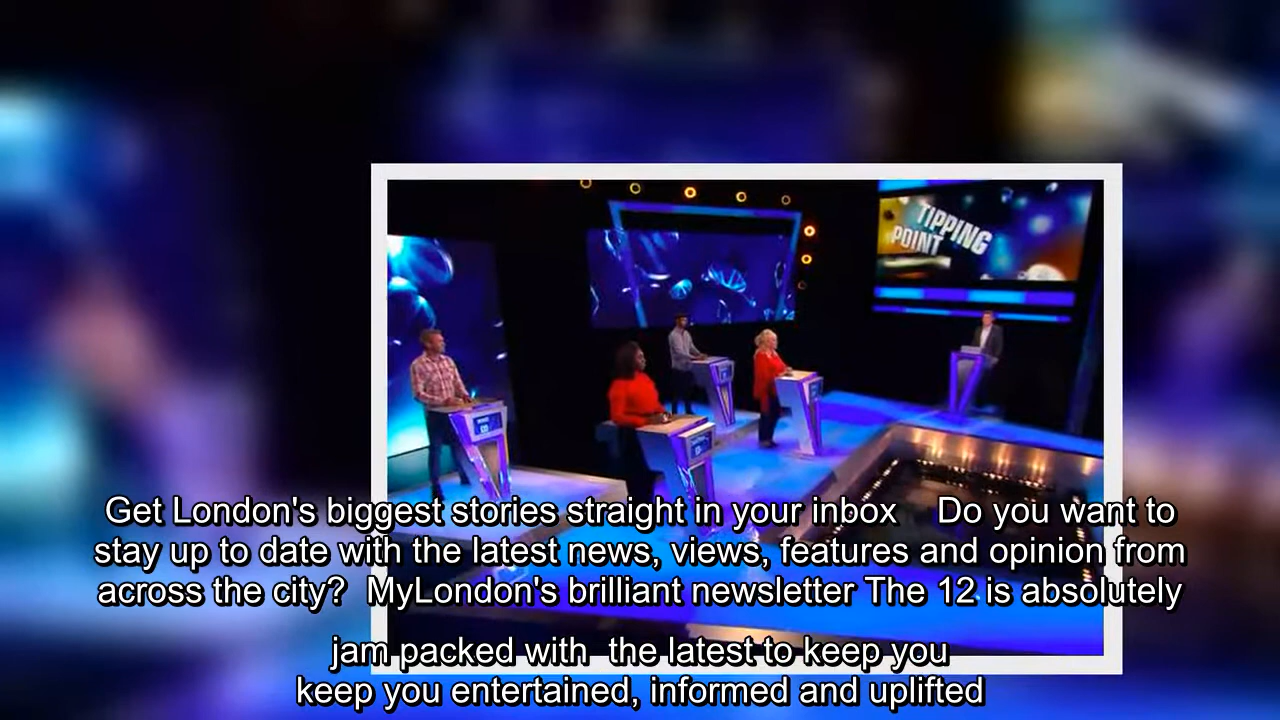 TIPPING
POINT
Get London's biggest stories straight in your inbox Do you want to
stay up to date with the latest news, views, features and opinion from
across the city? MyLondon's brilliant newsletter The 12 is absolutely
jam packed with the latest to keep you
keep you entertained, informed and uplifted